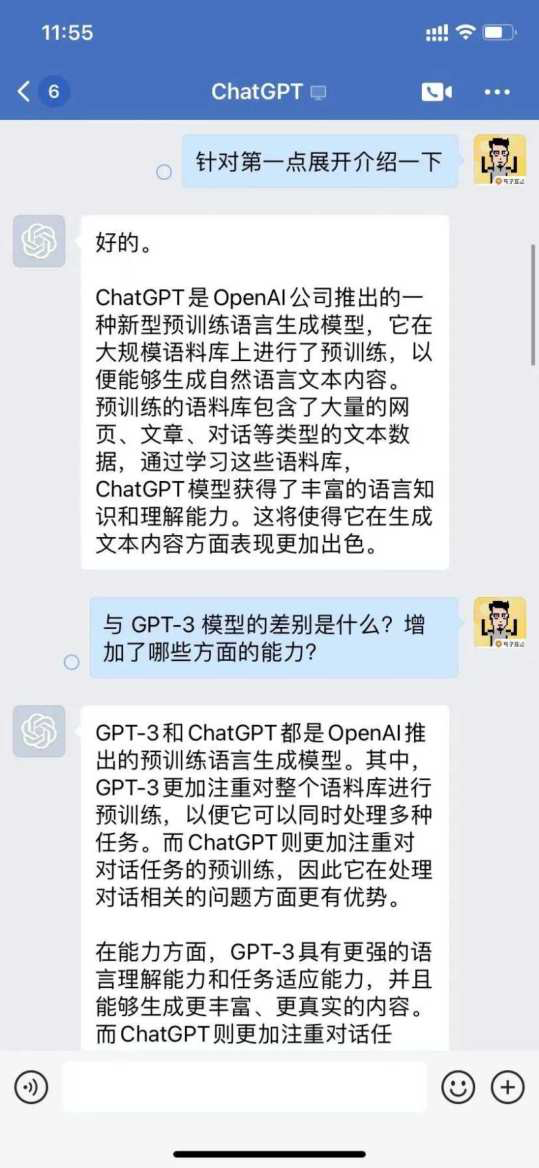 11:55
6
ChatGPT
针对第一点展开介绍一下
好的。
ChatGPT是OpenAI公司推出的一
种新型预训练语言生成模型，它在
大规模语料库上进行了预训练，以
便能够生成自然语言文本内容。
预训练的语料库包含了大量的网
页、文章、对话等类型的文本数
据，通过学习这些语料库，
ChatGPT模型获得了丰富的语言知
识和理解能力。这将使得它在生成
文本内容方面表现更加出色。
与 GPT-3 模型的差别是什么？增
加了哪些方面的能力?
GPT-3和ChatGPT都是OpenAI推
出的预训练语言生成模型。其中，
GPT-3更加注重对整个语料库进行
预训练，以便它可以同时处理多种
任务。而ChatGPT则更加注重对
对话任务的预训练，因此它在处理
对话相关的问题方面更有优势。
在能力方面，GPT-3具有更强的语
言理解能力和任务适应能力，并且
能够生成更丰富、更真实的内容。
而ChatGPT则更加注重对话任